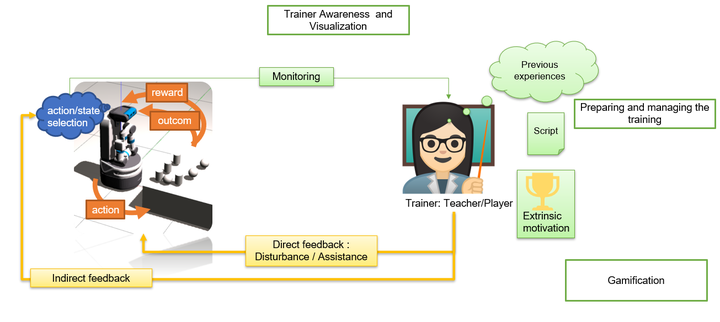 Trainer Awareness and
Visualization
Monitoring
Previous
experiences
reward
action/state
selection
outcom
Preparing and managing the
training
Script
Trainer: Teacher/Player
action
Extrinsic
motivation
Direct feedback :
Disturbance / Assistance
Indirect feedback
Gamification